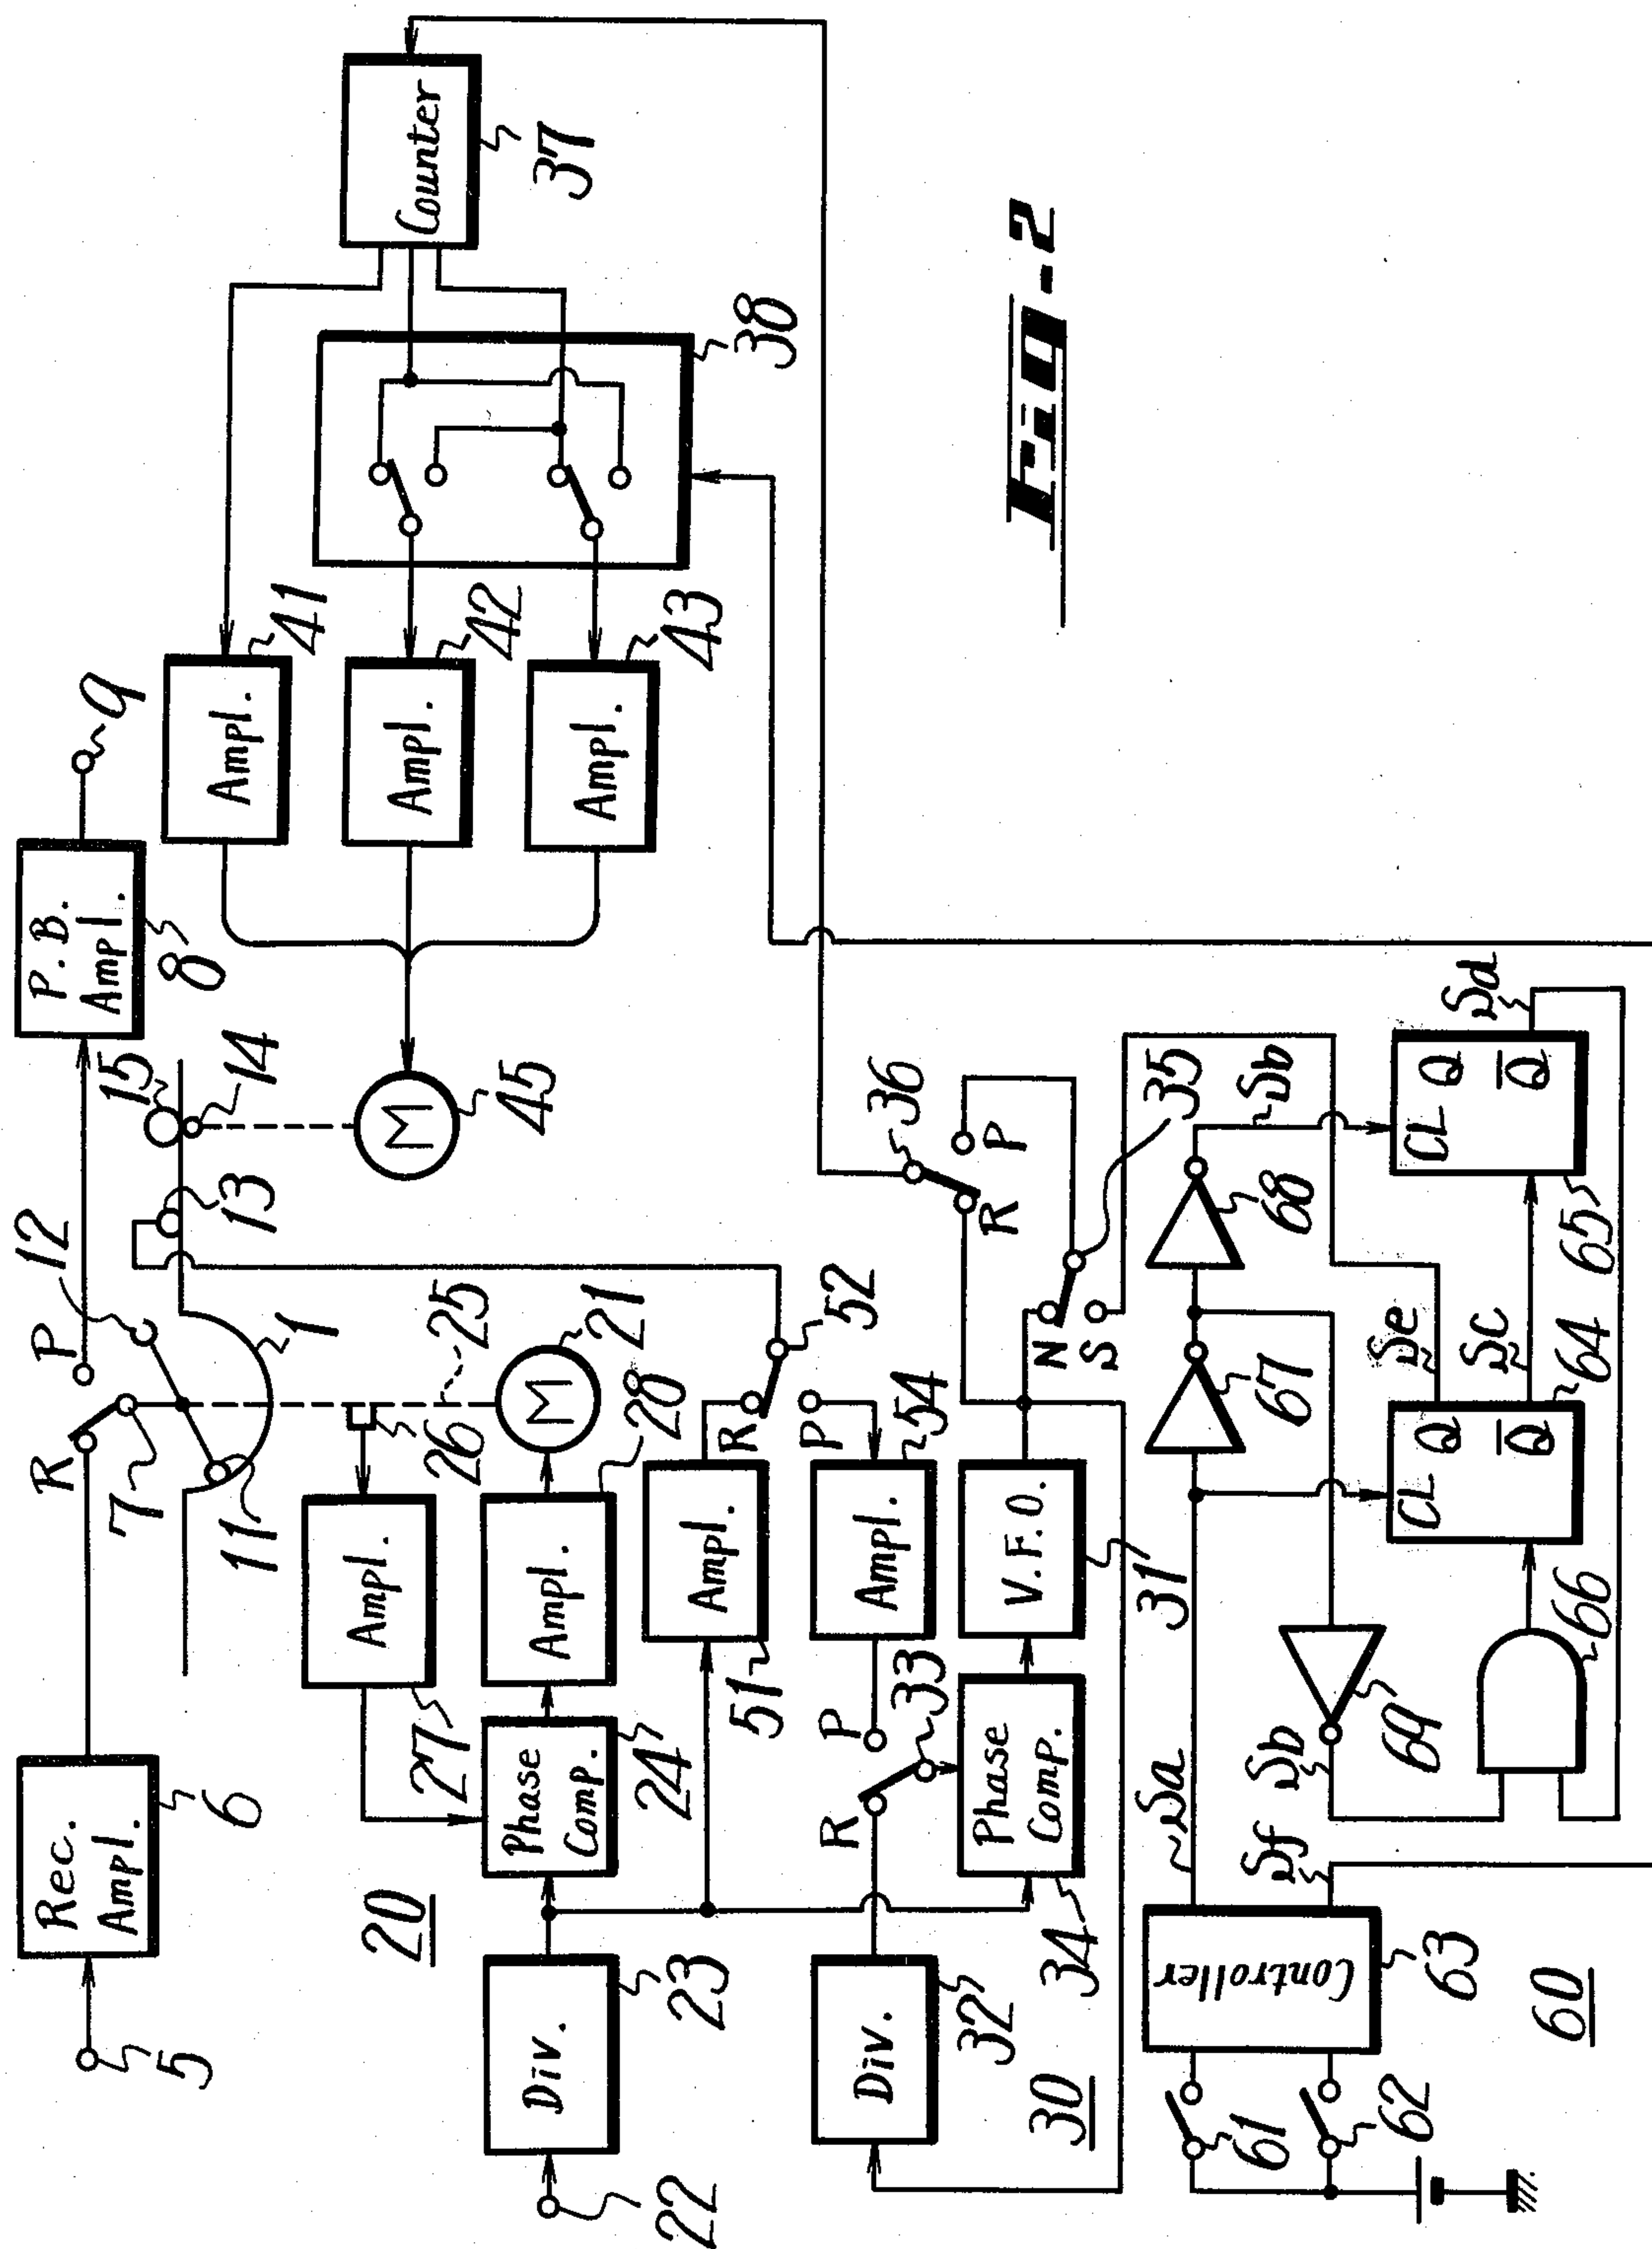 5
Rec.
Ampl.
6
R
P
7
12
11
1
13
15
14
P. B.
Ampl.
8
9
Ampl.
41
Ampl.
42
Ampl.
43
M
45
38
Counter
37
20
22
Div.
23
Phase
Comp.
24
Ampl.
27
Ampl.
28
26
25
M
21
Ampl.
51
R
P
52
Ampl.
54
30
Div.
32
R
P
33
Phase
Comp.
34
V.F.O.
31
N
S
35
R
P
36
60
61
62
Controller
63
Sa
Sf
Sb
69
66
67
68
CL
Q
Q̅
64
Se
Sc
Sb
CL
Q
Q̅
65
Sd
Fig-2